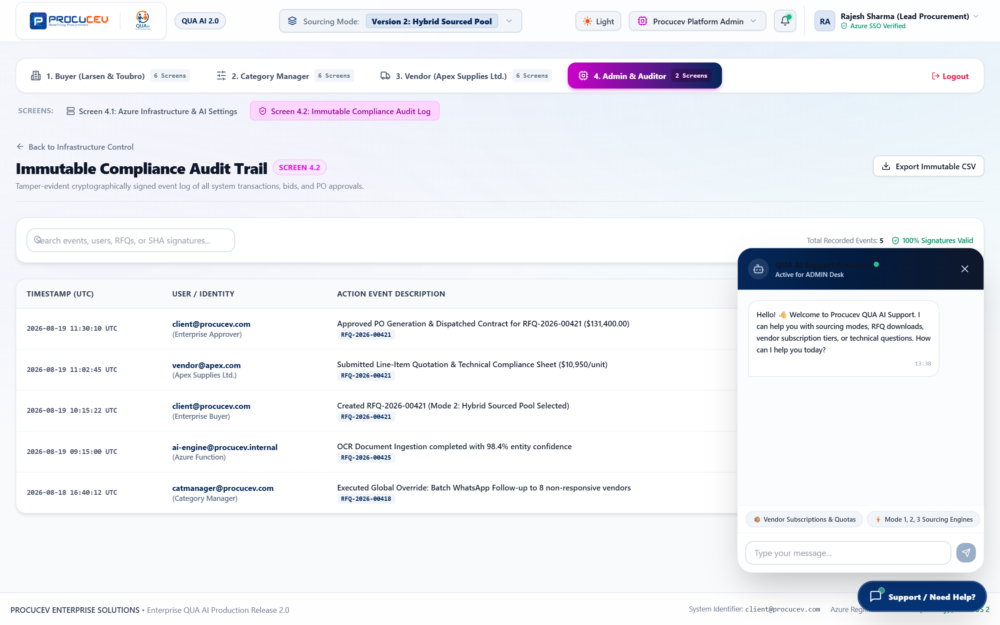 PROCUCEV
Redefining Procurement
QUA AI
QUA AI 2.0
Sourcing Mode: Version 2: Hybrid Sourced Pool
Light
Procucev Platform Admin
RA
Rajesh Sharma (Lead Procurement)
Azure SSO Verified
1. Buyer (Larsen & Toubro) 6 Screens
2. Category Manager 6 Screens
3. Vendor (Apex Supplies Ltd.) 6 Screens
4. Admin & Auditor 2 Screens
Logout
SCREENS:
Screen 4.1: Azure Infrastructure & AI Settings
Screen 4.2: Immutable Compliance Audit Log
Back to Infrastructure Control
Immutable Compliance Audit Trail SCREEN 4.2
Tamper-evident cryptographically signed event log of all system transactions, bids, and PO approvals.
Export Immutable CSV
Search events, users, RFQs, or SHA signatures...
Total Recorded Events: 5
100% Signatures Valid
TIMESTAMP (UTC) USER / IDENTITY ACTION EVENT DESCRIPTION
2026-08-19 11:30:10 UTC
client@procucev.com
(Enterprise Approver)
Approved PO Generation & Dispatched Contract for RFQ-2026-00421 ($131,400.00)
RFQ-2026-00421
2026-08-19 11:02:45 UTC
vendor@apex.com
(Apex Supplies Ltd.)
Submitted Line-Item Quotation & Technical Compliance Sheet ($10,950/unit)
RFQ-2026-00421
2026-08-19 10:15:22 UTC
client@procucev.com
(Enterprise Buyer)
Created RFQ-2026-00421 (Mode 2: Hybrid Sourced Pool Selected)
RFQ-2026-00421
2026-08-19 09:15:00 UTC
ai-engine@procucev.internal
(Azure Function)
OCR Document Ingestion completed with 98.4% entity confidence
RFQ-2026-00425
2026-08-18 16:40:12 UTC
catmanager@procucev.com
(Category Manager)
Executed Global Override: Batch WhatsApp Follow-up to 8 non-responsive vendors
RFQ-2026-00418
QUA AI Support
Active for ADMIN Desk
Hello! 👋 Welcome to Procucev QUA AI Support. I
can help you with sourcing modes, RFQ downloads,
vendor subscription tiers, or technical questions. How
can I help you today?
13:38
📦 Vendor Subscriptions & Quotas
⚡ Mode 1, 2, 3 Sourcing Engines
Type your message...
Support / Need Help?
PROCUCEV ENTERPRISE SOLUTIONS • Enterprise QUA AI Production Release 2.0
System Identifier: client@procucev.com
Azure
2